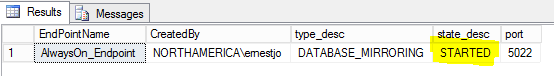 Results Messages
EndPointName CreatedBy type_desc state_desc port
1 AlwaysOn_Endpoint NORTHAMERICA\ernestjo DATABASE_MIRRORING STARTED 5022